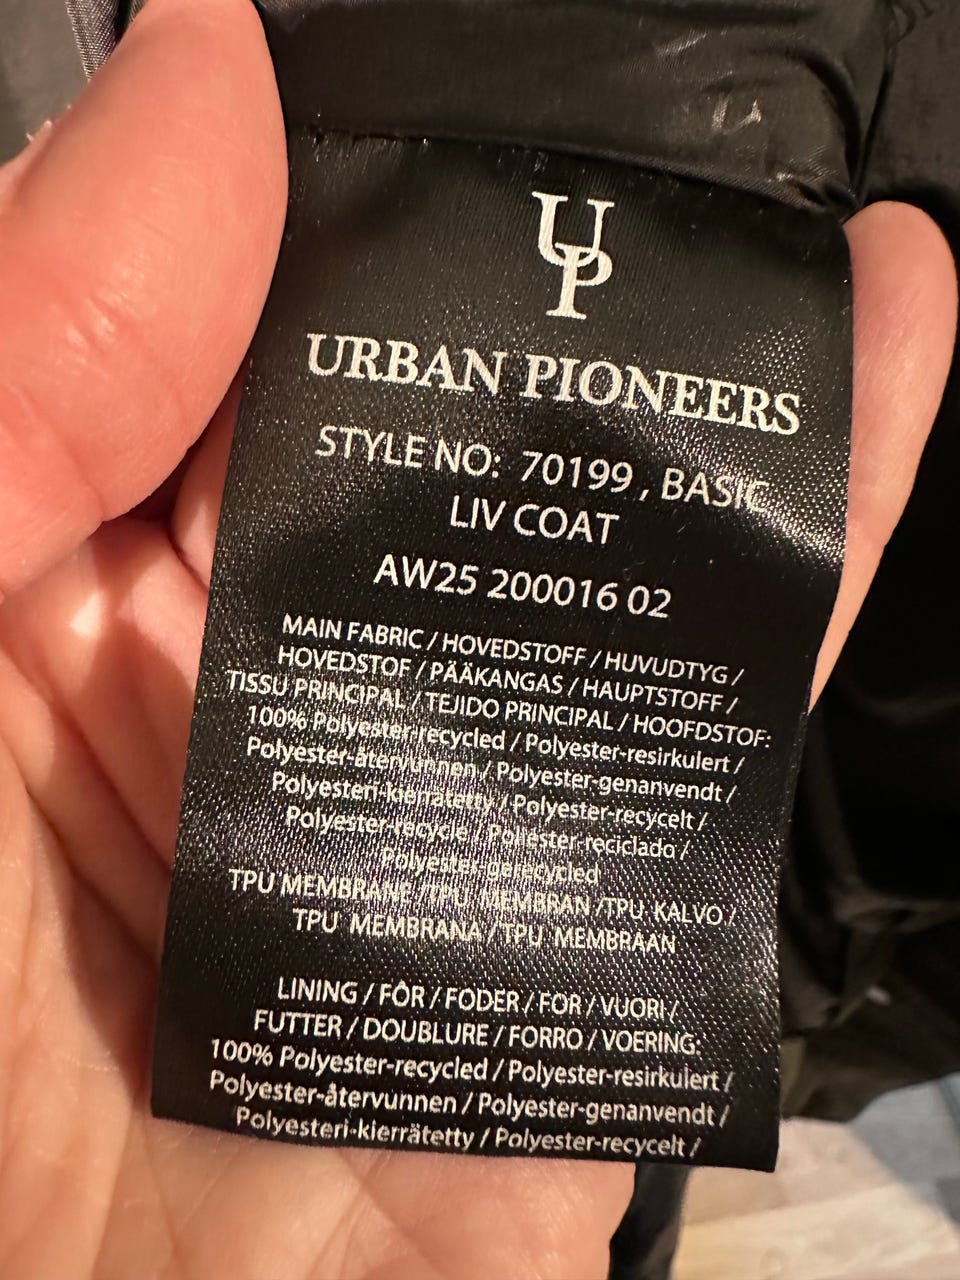 UP
URBAN PIONEERS
STYLE NO: 70199 , BASIC
LIV COAT
AW25 200016 02
MAIN FABRIC / HOVEDSTOFF / HUVUDTYG /
HOVEDSTOF / PÄÄKANGAS / HAUPTSTOFF /
TISSU PRINCIPAL / TEJIDO PRINCIPAL / HOOFDSTOF:
100% Polyester-recycled / Polyester-resirkulert /
Polyester-återvunnen / Polyester-genanvendt /
Polyesteri-kierrätetty / Polyester-recycelt /
Polyester-recycle / Poliester-reciclado /
Polyester-gerecycled
TPU MEMBRANE /TPU MEMBRAN /TPU KALVO /
TPU MEMBRANA / TPU MEMBRAAN
LINING / FÔR / FODER / FOR / VUORI /
FUTTER / DOUBLURE / FORRO / VOERING:
100% Polyester-recycled / Polyester-resirkulert /
Polyester-återvunnen / Polyester-genanvendt /
Polyesteri-kierrätetty / Polyester-recycelt /